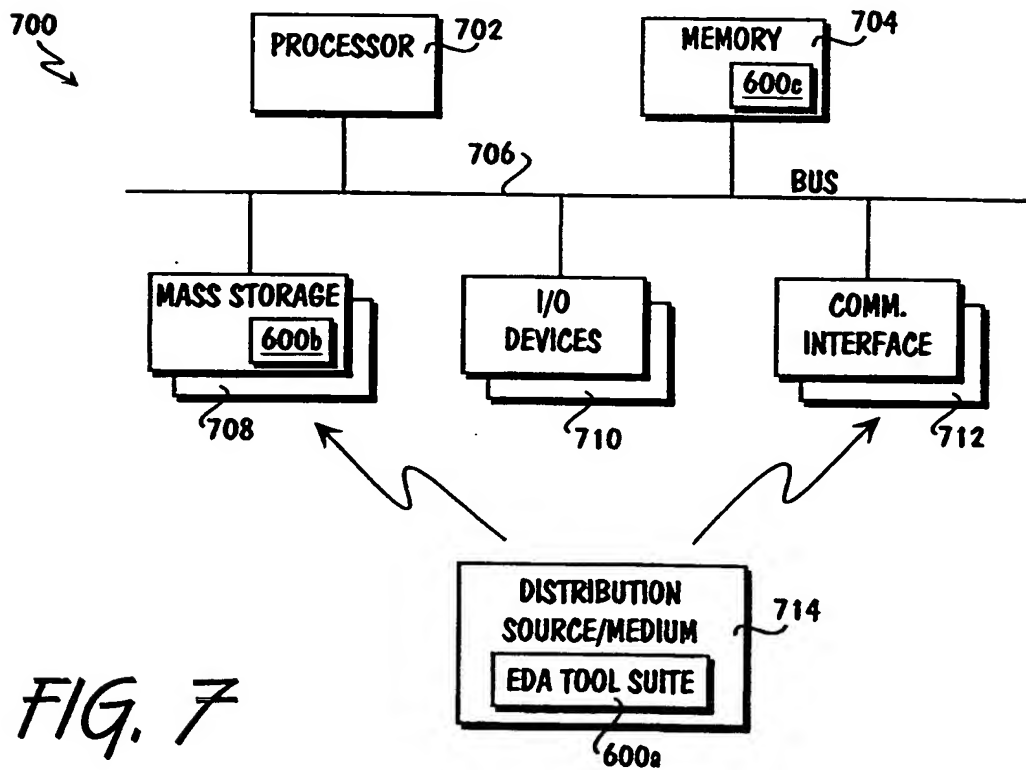 700
PROCESSOR
702
MEMORY
704
600c
706
BUS
MASS STORAGE
600b
708
I/O
DEVICES
710
COMM.
INTERFACE
712
DISTRIBUTION
SOURCE/MEDIUM
714
EDA TOOL SUITE
600a
FIG. 7